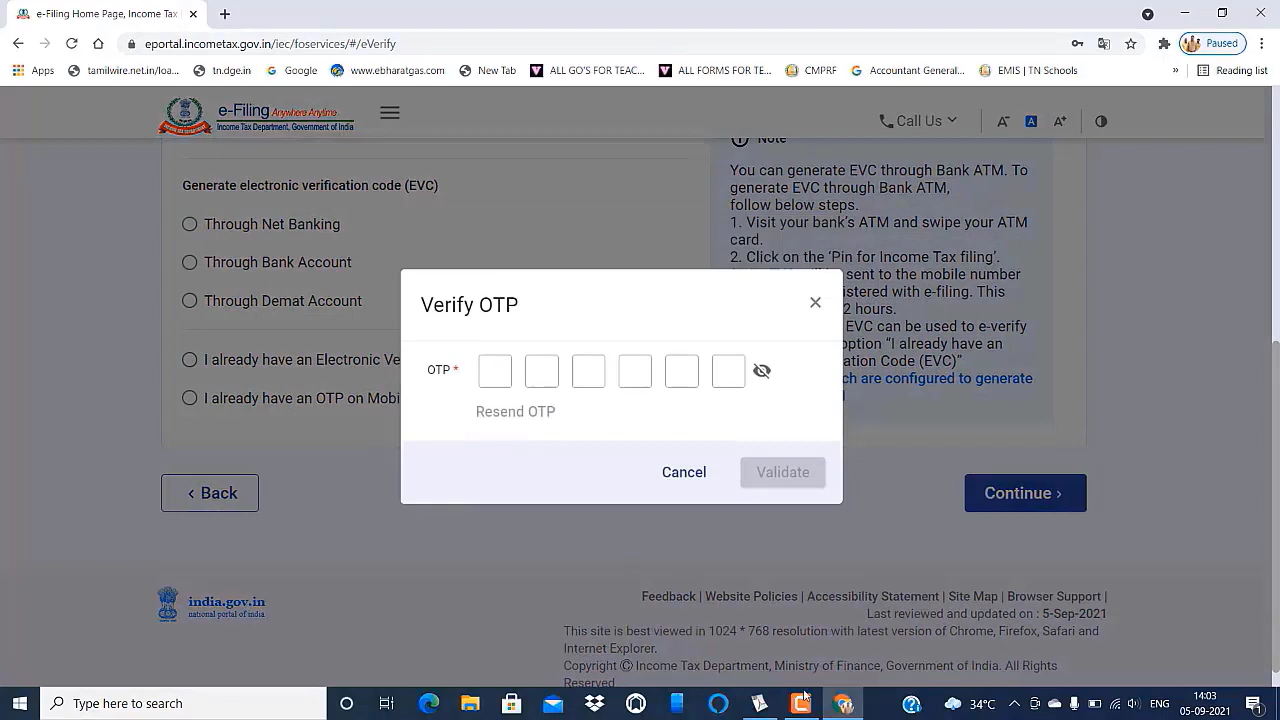 e-Filing Home Page, Income Tax
eportal.incometax.gov.in/iec/foservices/#/eVerify
Paused
Apps
tamilwire.net.in/loa...
tn.dge.in
Google
www.ebharatgas.com
New Tab
ALL GO'S FOR TEAC...
ALL FORMS FOR TE...
CMPRF
Accountant General...
EMIS | TN Schools
»
Reading list
e-Filing Anywhere Anytime
Income Tax Department, Government of India
Call Us
A-
A
A+
Note
Generate electronic verification code (EVC)
Through Net Banking
Through Bank Account
Through Demat Account
I already have an Electronic Ve
I already have an OTP on Mobi
You can generate EVC through Bank ATM. To
generate EVC through Bank ATM,
follow below steps.
1. Visit your bank's ATM and swipe your ATM
card.
2. Click on the 'Pin for Income Tax filing'.
sent to the mobile number
istered with e-filing. This
2 hours.
EVC can be used to e-verify
option "I already have an
ation Code (EVC)"
ch are configured to generate
Verify OTP
OTP *
Resend OTP
Cancel
Validate
Back
Continue
india.gov.in
national portal of india
Feedback | Website Policies | Accessibility Statement | Site Map | Browser Support |
Last reviewed and updated on : 5-Sep-2021
This site is best viewed in 1024 * 768 resolution with latest version of Chrome, Firefox, Safari and
Internet Explorer.
Copyright © Income Tax Department, Ministry of Finance, Government of India. All Rights
Reserved
Type here to search
34°C
ENG
14:03
05-09-2021